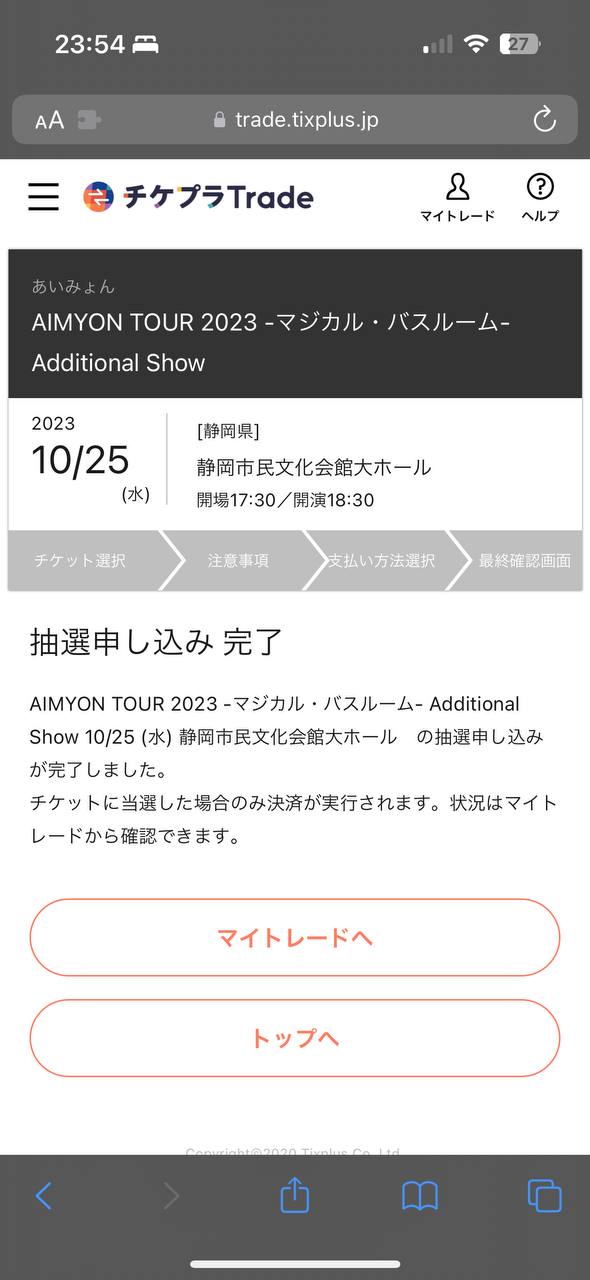 23:54
27
AA
trade.tixplus.jp
チケプラTrade
マイトレード
ヘルプ
あいみょん
AIMYON TOUR 2023 -マジカル・バスルーム-
Additional Show
2023
10/25
(水)
[静岡県]
静岡市民文化会館大ホール
開場17:30／開演18:30
チケット選択
注意事項
支払い方法選択
最終確認画面
抽選申し込み 完了
AIMYON TOUR 2023 -マジカル・バスルーム- Additional
Show 10/25 (水) 静岡市民文化会館大ホール　の抽選申し込み
が完了しました。
チケットに当選した場合のみ決済が実行されます。状況はマイト
レードから確認できます。
マイトレードへ
トップへ
Copyright©2020 Tixplus Co.,Ltd.